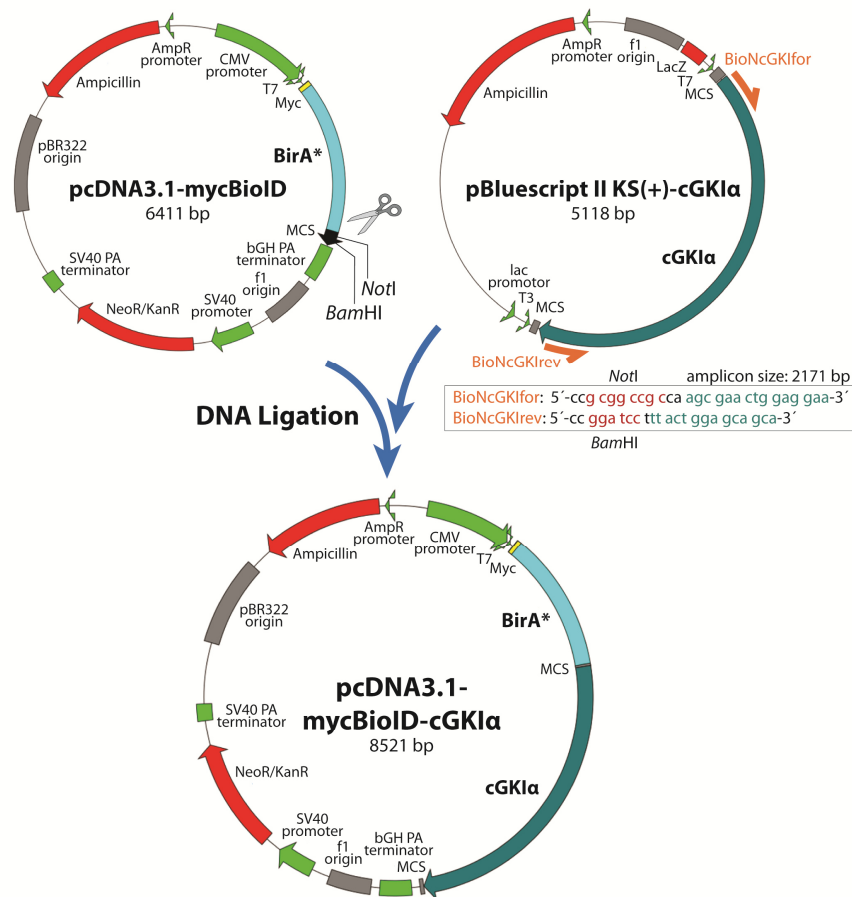 AmpR
promoter
CMV
promoter
T7
Myc
Ampicillin
pBR322
origin
BirA*
pcDNA3.1-mycBioID
6411 bp
MCS
bGH PA
terminator
f1
origin
NotI
BamHI
SV40 PA
terminator
NeoR/KanR
SV40
promoter
AmpR
promoter
f1
origin
LacZ
T7
MCS
BioNcGKIfor
Ampicillin
pBluescript II KS(+)-cGKIα
5118 bp
cGKIα
lac
promotor
T3
MCS
BioNcGKIrev
NotI amplicon size: 2171 bp
BioNcGKIfor: 5´-ccg cgg ccg cca agc gaa ctg gag gaa-3´
BioNcGKIrev: 5´-cc gga tcc ttt act gga gca gca-3´
BamHI
DNA Ligation
AmpR
promoter
CMV
promoter
T7
Myc
Ampicillin
pBR322
origin
BirA*
MCS
pcDNA3.1-
mycBioID-cGKIα
8521 bp
SV40 PA
terminator
NeoR/KanR
cGKIα
SV40
promoter
f1
origin
bGH PA
terminator
MCS